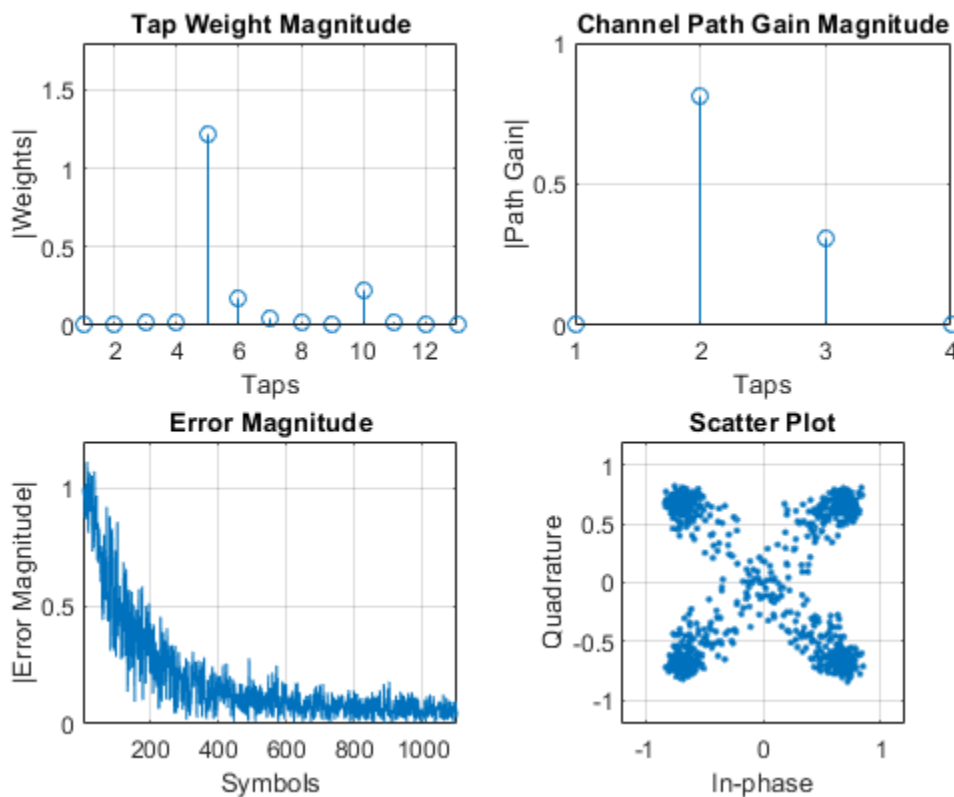 Tap Weight Magnitude
|Weights|
1.5
1
0.5
0
2 4 6 8 10 12
Taps
Channel Path Gain Magnitude
|Path Gain|
1
0.5
0
1 2 3 4
Taps
Error Magnitude
|Error Magnitude|
1
0.5
0
200 400 600 800 1000
Symbols
Scatter Plot
Quadrature
1
0.5
0
-0.5
-1
-1 0 1
In-phase